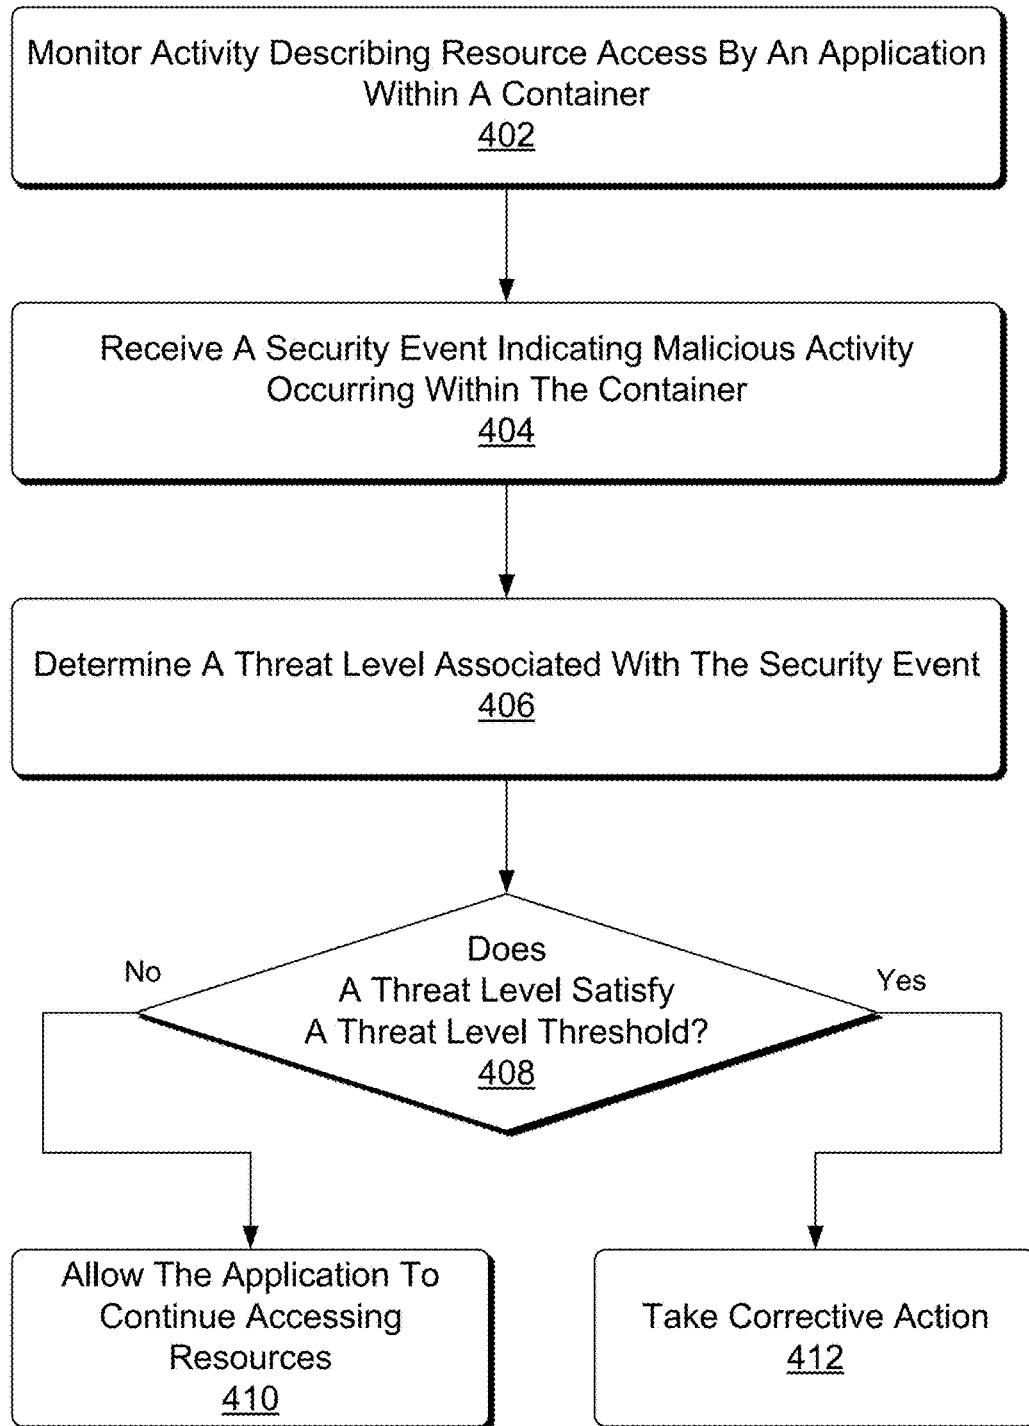 Monitor Activity Describing Resource Access By An Application
Within A Container
402
Receive A Security Event Indicating Malicious Activity
Occurring Within The Container
404
Determine A Threat Level Associated With The Security Event
406
Does
A Threat Level Satisfy
A Threat Level Threshold?
408
No
Yes
Allow The Application To
Continue Accessing
Resources
410
Take Corrective Action
412